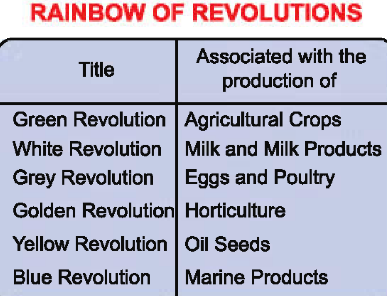 RAINBOW OF REVOLUTIONS
Title
Associated with the
production of
Green Revolution Agricultural Crops
White Revolution Milk and Milk Products
Grey Revolution Eggs and Poultry
Golden Revolution Horticulture
Yellow Revolution Oil Seeds
Blue Revolution Marine Products